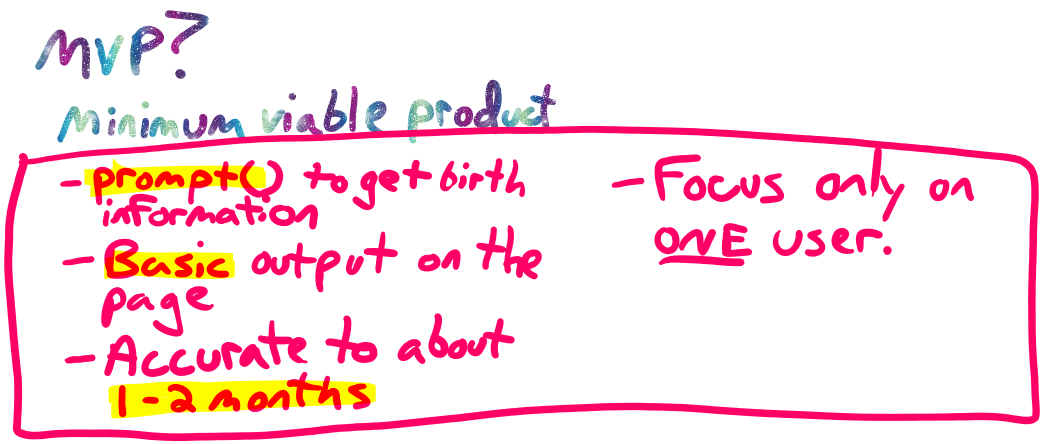 MVP?
minimum viable product
- prompt() to get birth
information
- Basic output on the
page
- Accurate to about
1-2 months
- Focus only on
ONE user.